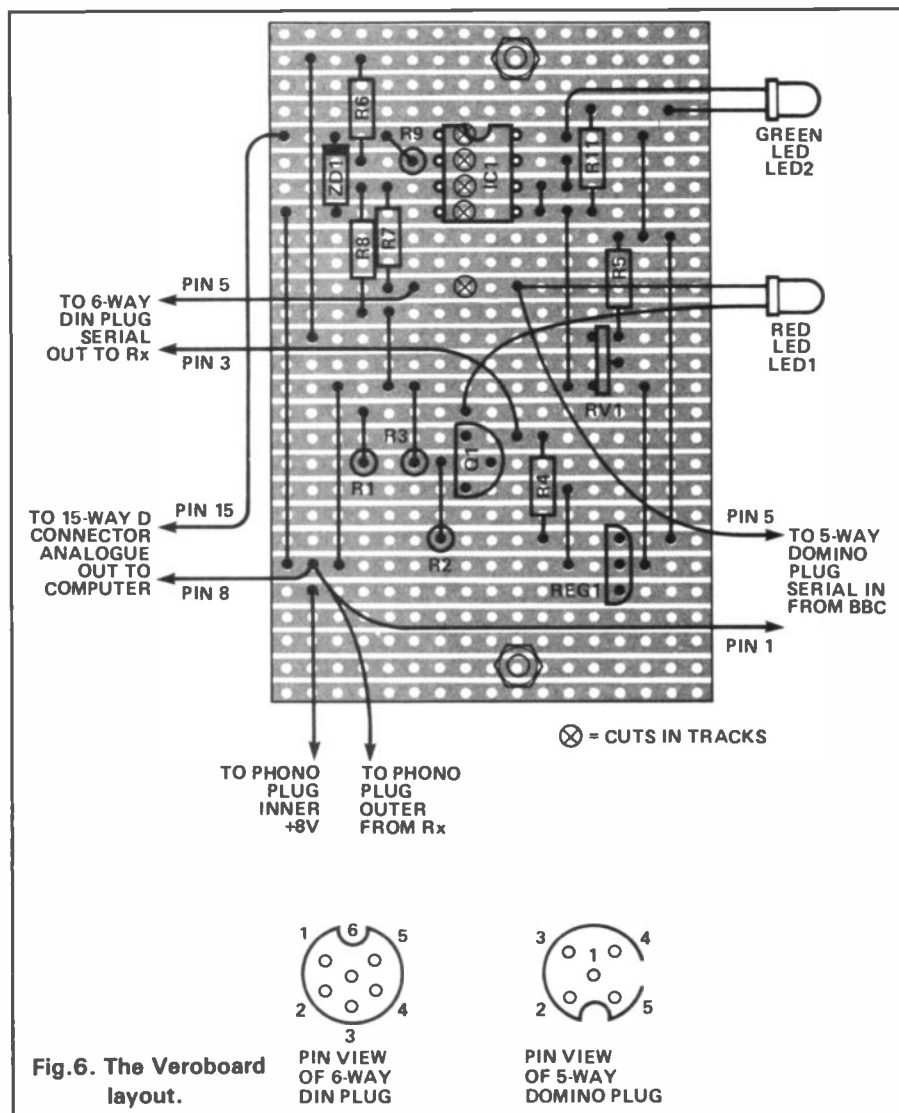 R6
R9
ZD1
IC1
R11
GREEN
LED
LED2
R8
R7
PIN 5
TO 6-WAY
DIN PLUG
SERIAL
OUT TO Rx
PIN 3
R5
RED
LED
LED1
RV1
R3
R1
Q1
R4
R2
REG1
PIN 15
TO 15-WAY D
CONNECTOR
ANALOGUE
OUT TO
COMPUTER
PIN 8
PIN 5
TO 5-WAY
DOMINO
PLUG
SERIAL IN
FROM BBC
PIN 1
⊗ = CUTS IN TRACKS
TO PHONO
PLUG
INNER
+8V
TO PHONO
PLUG
OUTER
FROM Rx
1 6 5
2 4
3
PIN VIEW
OF 6-WAY
DIN PLUG
3 1 4
2 5
PIN VIEW
OF 5-WAY
DOMINO PLUG
Fig.6. The Veroboard
layout.